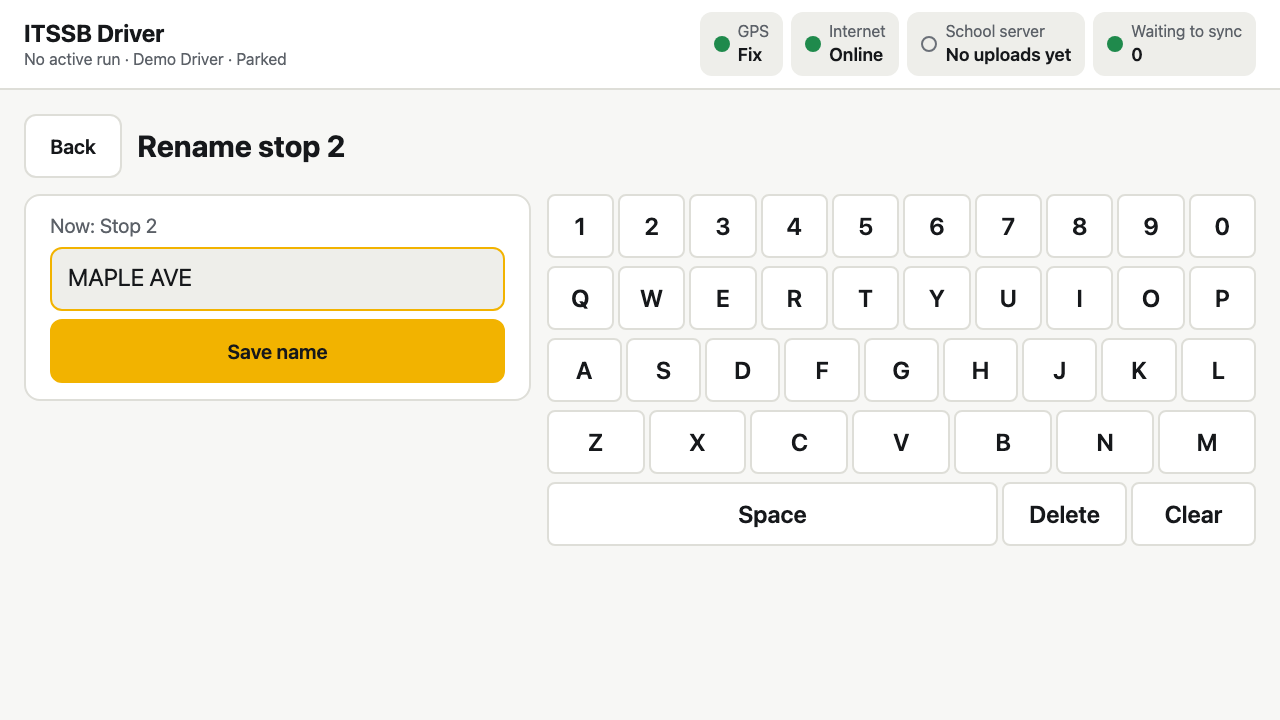 ITSSB Driver
No active run · Demo Driver · Parked
GPS
Fix
Internet
Online
School server
No uploads yet
Waiting to sync
0
Back
Rename stop 2
Now: Stop 2
MAPLE AVE
Save name
1 2 3 4 5 6 7 8 9 0
Q W E R T Y U I O P
A S D F G H J K L
Z X C V B N M
Space Delete Clear